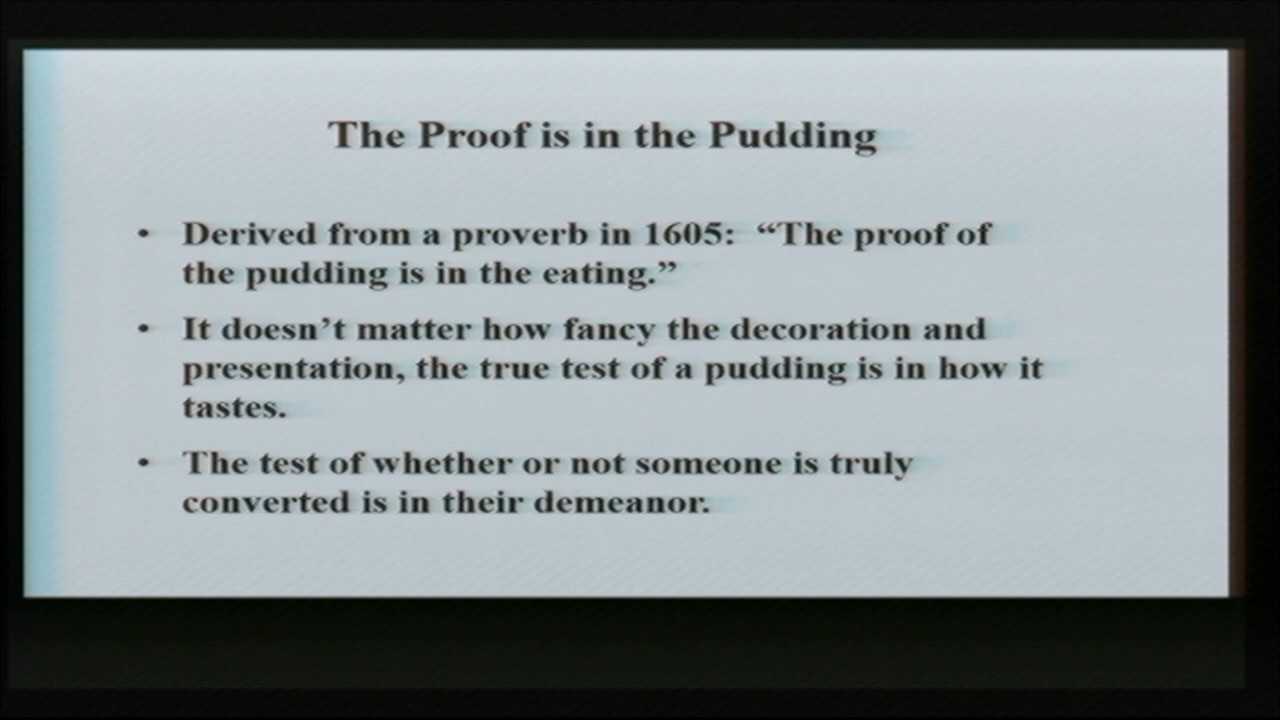 The Proof is in the Pudding
• Derived from a proverb in 1605: “The proof of
the pudding is in the eating.”
• It doesn’t matter how fancy the decoration and
presentation, the true test of a pudding is in how it
tastes.
• The test of whether or not someone is truly
converted is in their demeanor.